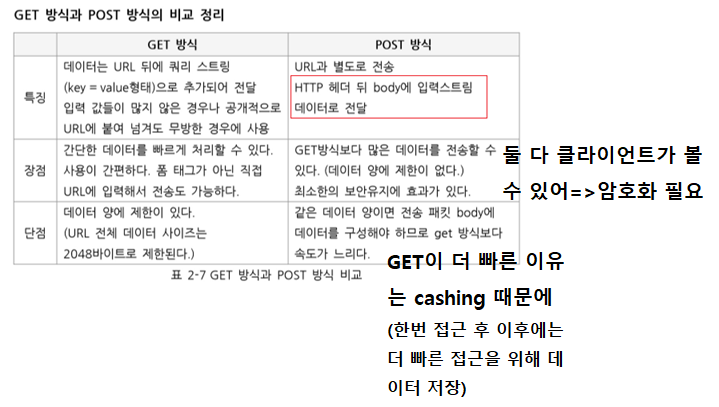 GET 방식과 POST 방식의 비교 정리
GET 방식
POST 방식
특징
데이터는 URL 뒤에 쿼리 스트링
(key = value형태)으로 추가되어 전달
입력 값들이 많지 않은 경우나 공개적으로
URL에 붙여 넘겨도 무방한 경우에 사용
URL과 별도로 전송
HTTP 헤더 뒤 body에 입력스트림
데이터로 전달
장점
간단한 데이터를 빠르게 처리할 수 있다.
사용이 간편하다. 폼 태그가 아닌 직접
URL에 입력해서 전송도 가능하다.
GET방식보다 많은 데이터를 전송할 수
있다. (데이터 양에 제한이 없다.)
최소한의 보안유지에 효과가 있다.
단점
데이터 양에 제한이 있다.
(URL 전체 데이터 사이즈는
2048바이트로 제한된다.)
같은 데이터 양이면 전송 패킷 body에
데이터를 구성해야 하므로 get 방식보다
속도가 느리다.
표 2-7 GET 방식과 POST 방식 비교
둘 다 클라이언트가 볼
수 있어=>암호화 필요
GET이 더 빠른 이유
는 cashing 때문에
(한번 접근 후 이후에는
더 빠른 접근을 위해 데
이터 저장)